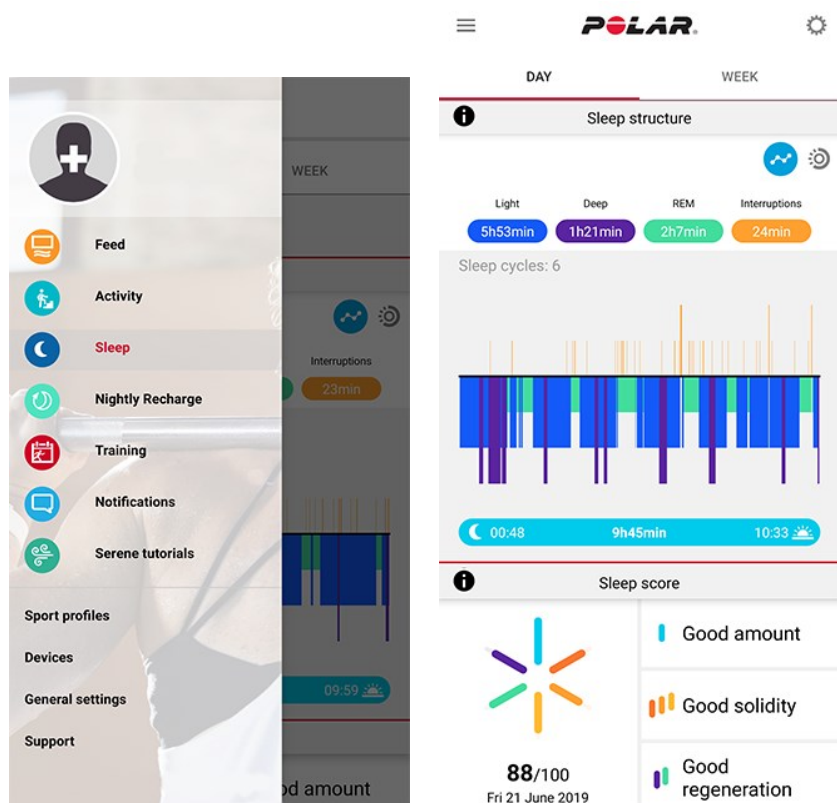 WEEK
Feed
Activity
Sleep
Interruptions
Nightly Recharge
23min
Training
Notifications
Serene tutorials
Sport profiles
Devices
09:59
General settings
Support
od amount
POLAR.
DAY WEEK
Sleep structure
Light Deep REM Interruptions
5h53min 1h21min 2h7min 24min
Sleep cycles: 6
00:48 9h45min 10:33
Sleep score
Good amount
Good solidity
88/100
Fri 21 June 2019
Good
regeneration